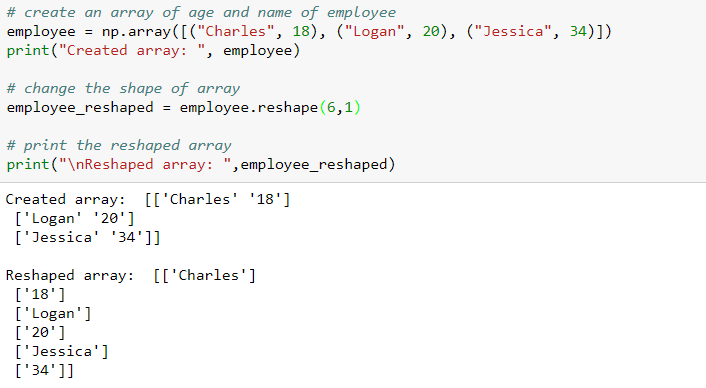 # create an array of age and name of employee
employee = np.array([("Charles", 18), ("Logan", 20), ("Jessica", 34)])
print("Created array: ", employee)
# change the shape of array
employee_reshaped = employee.reshape(6,1)
# print the reshaped array
print("\nReshaped array: ",employee_reshaped)
Created array:  [['Charles' '18']
 ['Logan' '20']
 ['Jessica' '34']]
Reshaped array:  [['Charles']
 ['18']
 ['Logan']
 ['20']
 ['Jessica']
 ['34']]